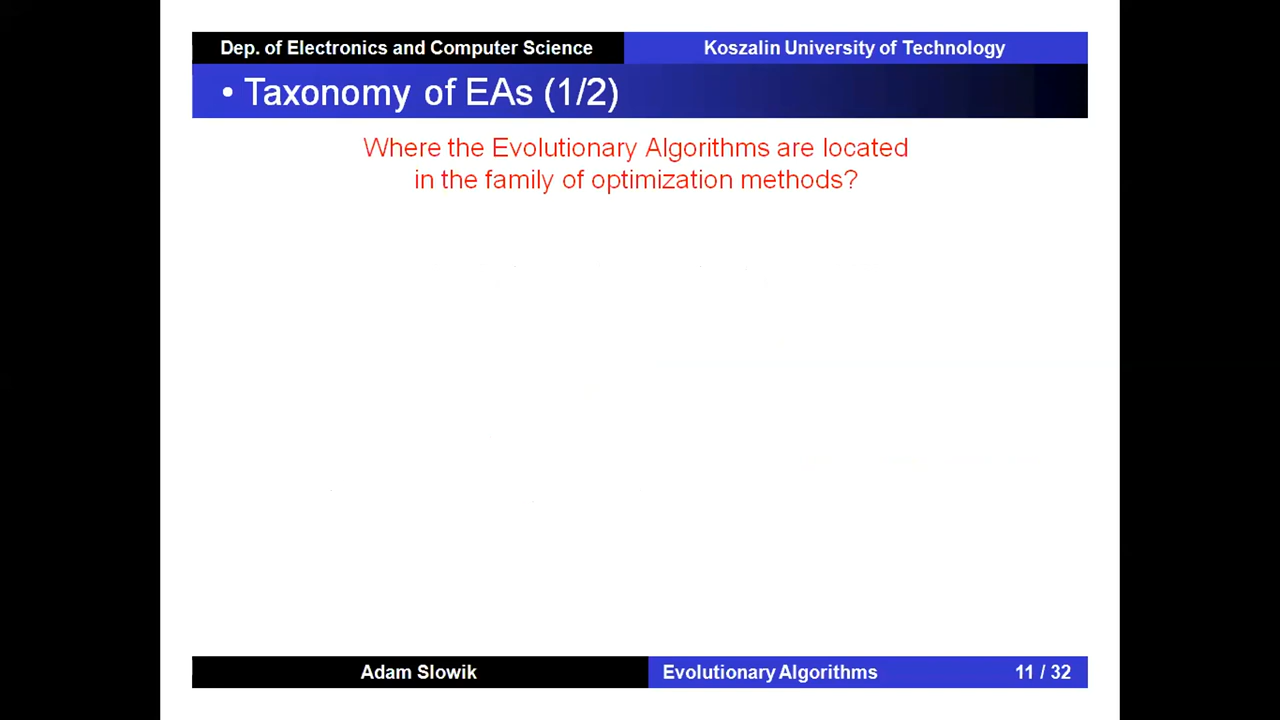 Dep. of Electronics and Computer Science
Koszalin University of Technology
• Taxonomy of EAs (1/2)
Where the Evolutionary Algorithms are located
in the family of optimization methods?
Adam Slowik
Evolutionary Algorithms
11 / 32